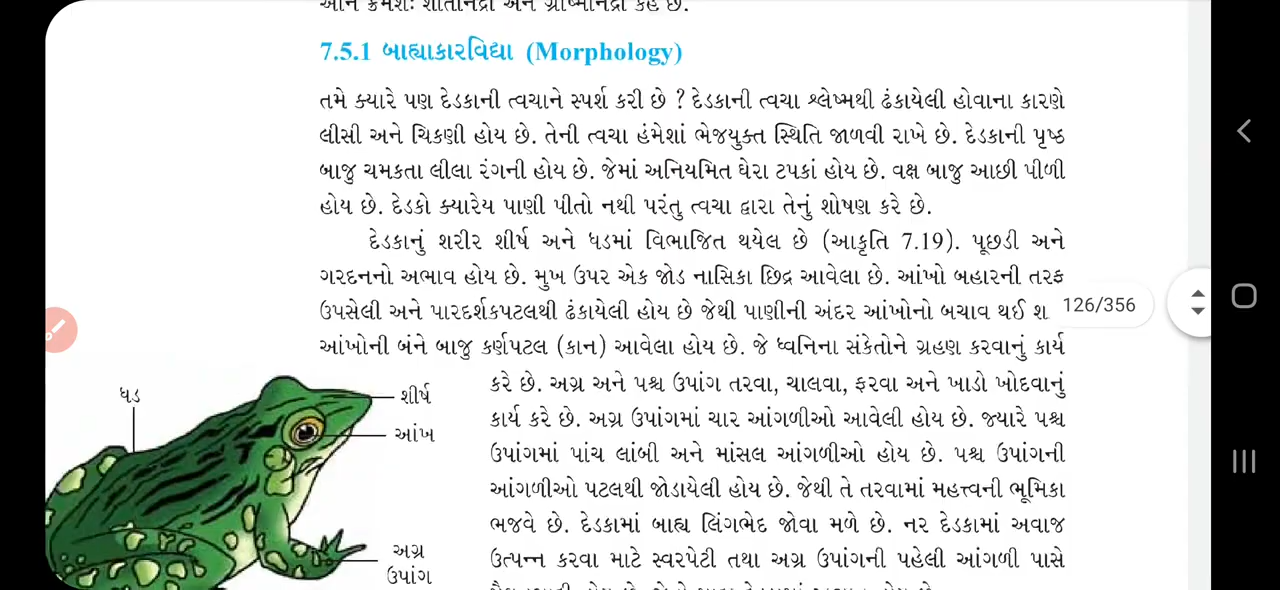 અને ક્રમશઃ શીતનિદ્રા અને ગ્રીષ્મનિદ્રા કહે છે.
7.5.1 બાહ્યાકારવિદ્યા (Morphology)
તમે ક્યારે પણ દેડકાની ત્વચાને સ્પર્શ કરી છે ? દેડકાની ત્વચા શ્લેષ્મથી ઢંકાયેલી હોવાના કારણે
લીસી અને ચિકણી હોય છે. તેની ત્વચા હંમેશાં ભેજયુક્ત સ્થિતિ જાળવી રાખે છે. દેડકાની પૃષ્ઠ
બાજુ ચમકતા લીલા રંગની હોય છે. જેમાં અનિયમિત ઘેરા ટપકાં હોય છે. વક્ષ બાજુ આછી પીળી
હોય છે. દેડકો ક્યારેય પાણી પીતો નથી પરંતુ ત્વચા દ્વારા તેનું શોષણ કરે છે.
દેડકાનું શરીર શીર્ષ અને ધડમાં વિભાજિત થયેલ છે (આકૃતિ 7.19). પૂછડી અને
ગરદનનો અભાવ હોય છે. મુખ ઉપર એક જોડ નાસિકા છિદ્ર આવેલા છે. આંખો બહારની તરફ
ઉપસેલી અને પારદર્શકપટલથી ઢંકાયેલી હોય છે જેથી પાણીની અંદર આંખોનો બચાવ થઈ શ
126/356
આંખોની બંને બાજુ કર્ણપટલ (કાન) આવેલા હોય છે. જે ધ્વનિના સંકેતોને ગ્રહણ કરવાનું કાર્ય
કરે છે. અગ્ર અને પશ્ચ ઉપાંગ તરવા, ચાલવા, ફરવા અને ખાડો ખોદવાનું
કાર્ય કરે છે. અગ્ર ઉપાંગમાં ચાર આંગળીઓ આવેલી હોય છે. જ્યારે પશ્ચ
ઉપાંગમાં પાંચ લાંબી અને માંસલ આંગળીઓ હોય છે. પશ્ચ ઉપાંગની
આંગળીઓ પટલથી જોડાયેલી હોય છે. જેથી તે તરવામાં મહત્ત્વની ભૂમિકા
ભજવે છે. દેડકામાં બાહ્ય લિંગભેદ જોવા મળે છે. નર દેડકામાં અવાજ
ઉત્પન્ન કરવા માટે સ્વરપેટી તથા અગ્ર ઉપાંગની પહેલી આંગળી પાસે
ધડ
શીર્ષ
આંખ
અગ્ર
ઉપાંગ